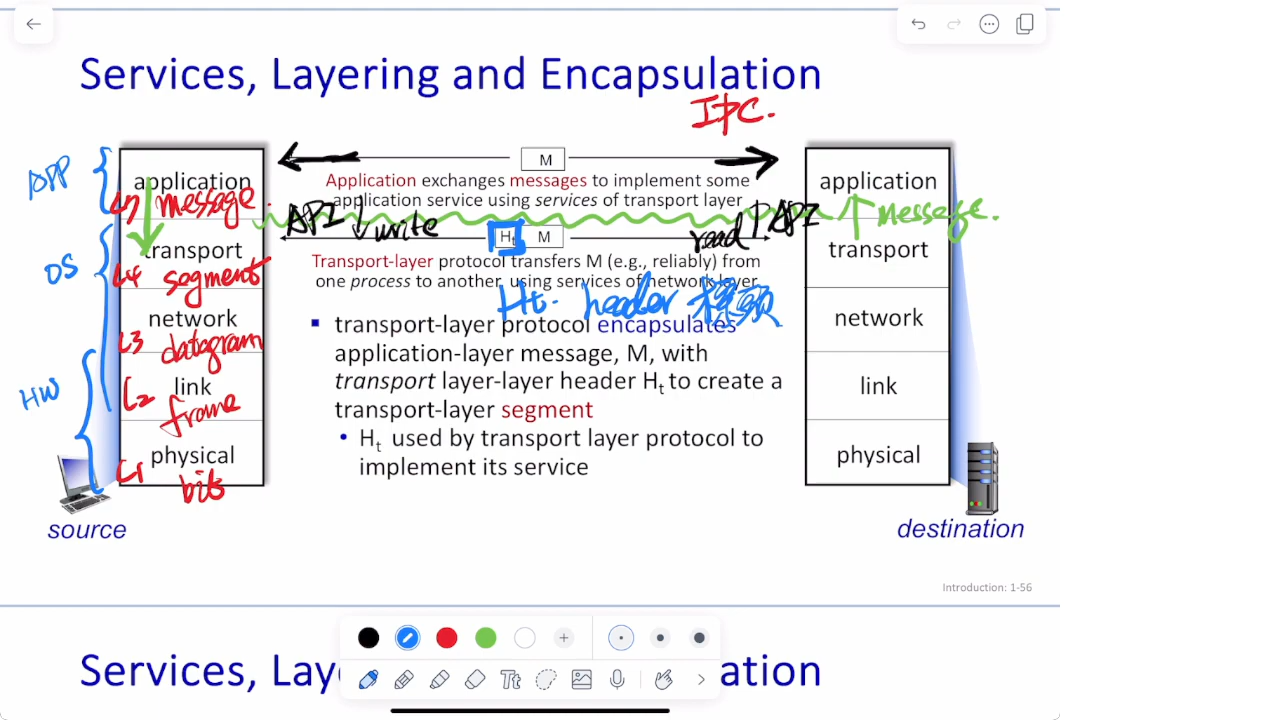 Services, Layering and Encapsulation
IPC.
M
APP
application
Application exchanges messages to implement some
application service using services of transport layer
application
L7 message.
API write
read API
message.
Ht M
OS
transport
Transport-layer protocol transfers M (e.g., reliably) from
one process to another, using services of network layer
transport
L4 segment
Ht. header 標頭
network
transport-layer protocol encapsulates
application-layer message, M, with
transport layer-layer header Ht to create a
transport-layer segment
network
L3 datagram
HW
link
link
L2 frame
• Ht used by transport layer protocol to
implement its service
physical
physical
L1 bits
source
destination
Introduction: 1-56
Tt
Services, Lay
ation